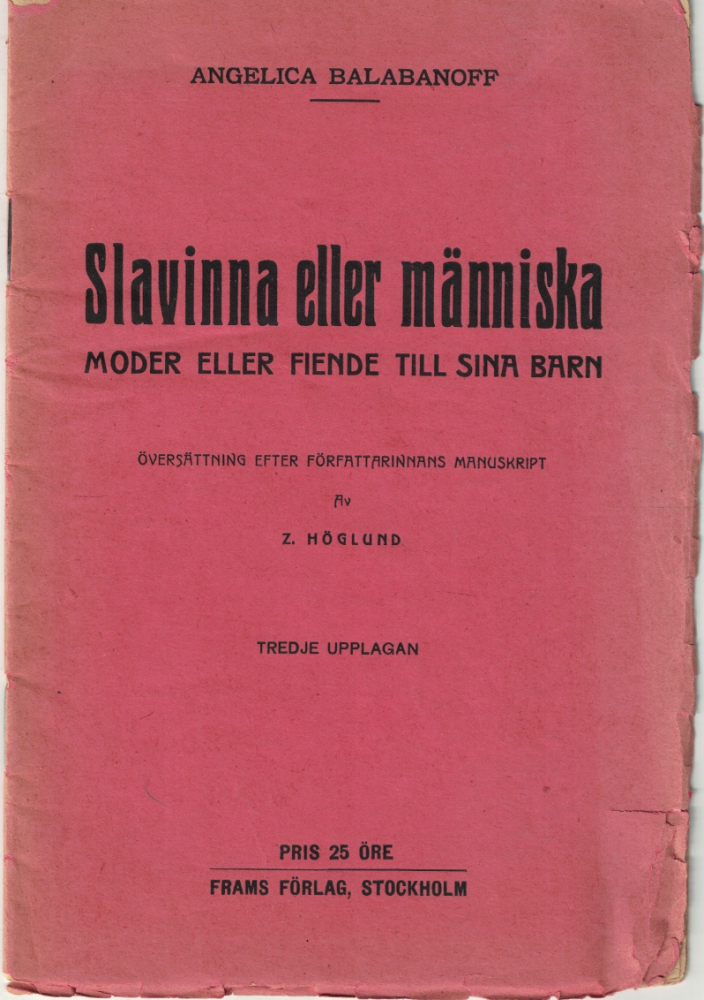 ANGELICA BALABANOFF
Slavinna eller människa
MODER ELLER FIENDE TILL SINA BARN
ÖVERSÄTTNING EFTER FÖRFATTARINNANS MANUSKRIPT
AV
Z. HÖGLUND
TREDJE UPPLAGAN
PRIS 25 ÖRE
FRAMS FÖRLAG, STOCKHOLM